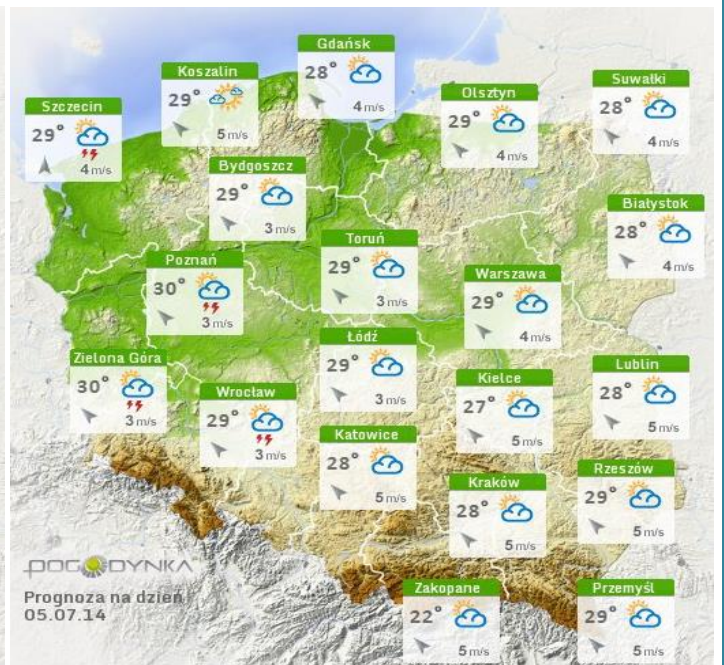 Gdańsk
28°
4 m/s
Koszalin
29°
5 m/s
Szczecin
29°
4 m/s
Olsztyn
29°
4 m/s
Suwałki
28°
4 m/s
Bydgoszcz
29°
3 m/s
Białystok
28°
4 m/s
Toruń
29°
3 m/s
Poznań
30°
3 m/s
Warszawa
29°
4 m/s
Łódź
29°
3 m/s
Zielona Góra
30°
3 m/s
Wrocław
29°
3 m/s
Kielce
27°
5 m/s
Lublin
28°
5 m/s
Katowice
28°
5 m/s
Kraków
28°
5 m/s
Rzeszów
29°
5 m/s
Zakopane
22°
5 m/s
Przemyśl
29°
5 m/s
POGODYNKA
Prognoza na dzień
05.07.14